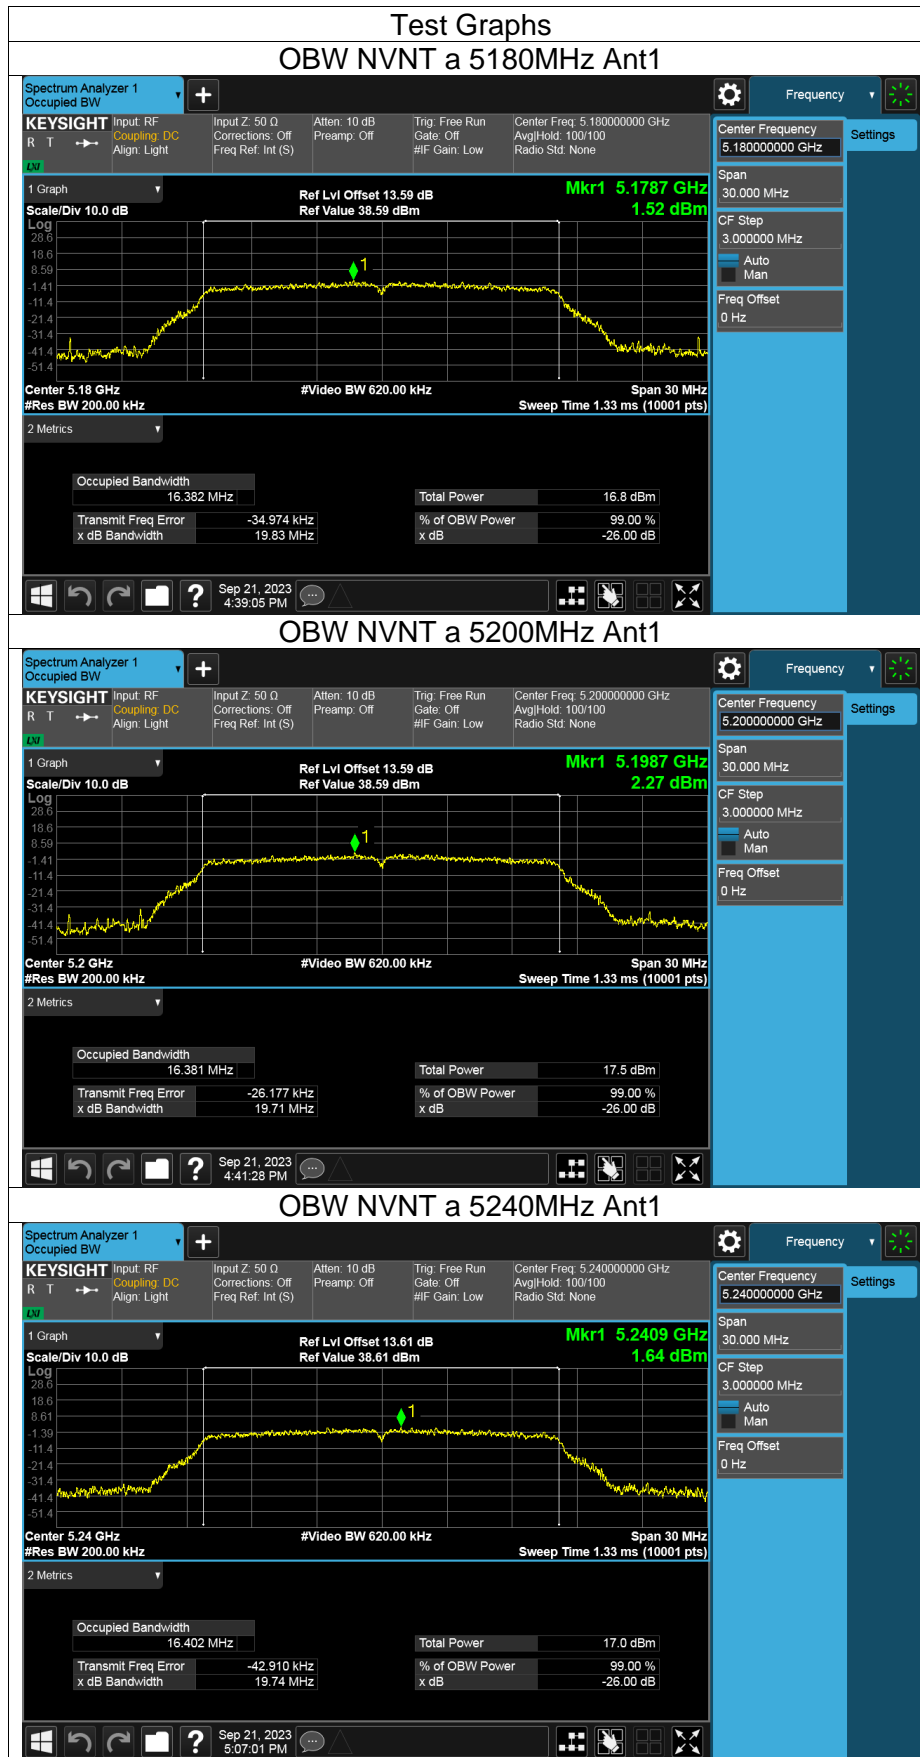 Test Graphs
OBW NVNT a 5180MHz Ant1
Spectrum Analyzer 1
Occupied BW
+
Frequency
KEYSIGHT
R T
LXI
Input: RF
Coupling: DC
Align: Light
Input Z: 50 Ω
Corrections: Off
Freq Ref: Int (S)
Atten: 10 dB
Preamp: Off
Trig: Free Run
Gate: Off
#IF Gain: Low
Center Freq: 5.180000000 GHz
Avg|Hold: 100/100
Radio Std: None
Center Frequency
5.180000000 GHz
Settings
Span
30.000 MHz
CF Step
3.000000 MHz
Auto
Man
Freq Offset
0 Hz
1 Graph
Scale/Div 10.0 dB
Ref Lvl Offset 13.59 dB
Ref Value 38.59 dBm
Mkr1 5.1787 GHz
1.52 dBm
Log
28.6
18.6
8.59
-1.41
-11.4
-21.4
-31.4
-41.4
-51.4
1
Center 5.18 GHz
#Res BW 200.00 kHz
#Video BW 620.00 kHz
Span 30 MHz
Sweep Time 1.33 ms (10001 pts)
2 Metrics
Occupied Bandwidth
16.382 MHz
Transmit Freq Error -34.974 kHz
x dB Bandwidth 19.83 MHz
Total Power 16.8 dBm
% of OBW Power 99.00 %
x dB -26.00 dB
?
Sep 21, 2023
4:39:05 PM
OBW NVNT a 5200MHz Ant1
Spectrum Analyzer 1
Occupied BW
+
Frequency
KEYSIGHT
R T
LXI
Input: RF
Coupling: DC
Align: Light
Input Z: 50 Ω
Corrections: Off
Freq Ref: Int (S)
Atten: 10 dB
Preamp: Off
Trig: Free Run
Gate: Off
#IF Gain: Low
Center Freq: 5.200000000 GHz
Avg|Hold: 100/100
Radio Std: None
Center Frequency
5.200000000 GHz
Settings
Span
30.000 MHz
CF Step
3.000000 MHz
Auto
Man
Freq Offset
0 Hz
1 Graph
Scale/Div 10.0 dB
Ref Lvl Offset 13.59 dB
Ref Value 38.59 dBm
Mkr1 5.1987 GHz
2.27 dBm
Log
28.6
18.6
8.59
-1.41
-11.4
-21.4
-31.4
-41.4
-51.4
1
Center 5.2 GHz
#Res BW 200.00 kHz
#Video BW 620.00 kHz
Span 30 MHz
Sweep Time 1.33 ms (10001 pts)
2 Metrics
Occupied Bandwidth
16.381 MHz
Transmit Freq Error -26.177 kHz
x dB Bandwidth 19.71 MHz
Total Power 17.5 dBm
% of OBW Power 99.00 %
x dB -26.00 dB
?
Sep 21, 2023
4:41:28 PM
OBW NVNT a 5240MHz Ant1
Spectrum Analyzer 1
Occupied BW
+
Frequency
KEYSIGHT
R T
LXI
Input: RF
Coupling: DC
Align: Light
Input Z: 50 Ω
Corrections: Off
Freq Ref: Int (S)
Atten: 10 dB
Preamp: Off
Trig: Free Run
Gate: Off
#IF Gain: Low
Center Freq: 5.240000000 GHz
Avg|Hold: 100/100
Radio Std: None
Center Frequency
5.240000000 GHz
Settings
Span
30.000 MHz
CF Step
3.000000 MHz
Auto
Man
Freq Offset
0 Hz
1 Graph
Scale/Div 10.0 dB
Ref Lvl Offset 13.61 dB
Ref Value 38.61 dBm
Mkr1 5.2409 GHz
1.64 dBm
Log
28.6
18.6
8.61
-1.39
-11.4
-21.4
-31.4
-41.4
-51.4
1
Center 5.24 GHz
#Res BW 200.00 kHz
#Video BW 620.00 kHz
Span 30 MHz
Sweep Time 1.33 ms (10001 pts)
2 Metrics
Occupied Bandwidth
16.402 MHz
Transmit Freq Error -42.910 kHz
x dB Bandwidth 19.74 MHz
Total Power 17.0 dBm
% of OBW Power 99.00 %
x dB -26.00 dB
?
Sep 21, 2023
5:07:01 PM